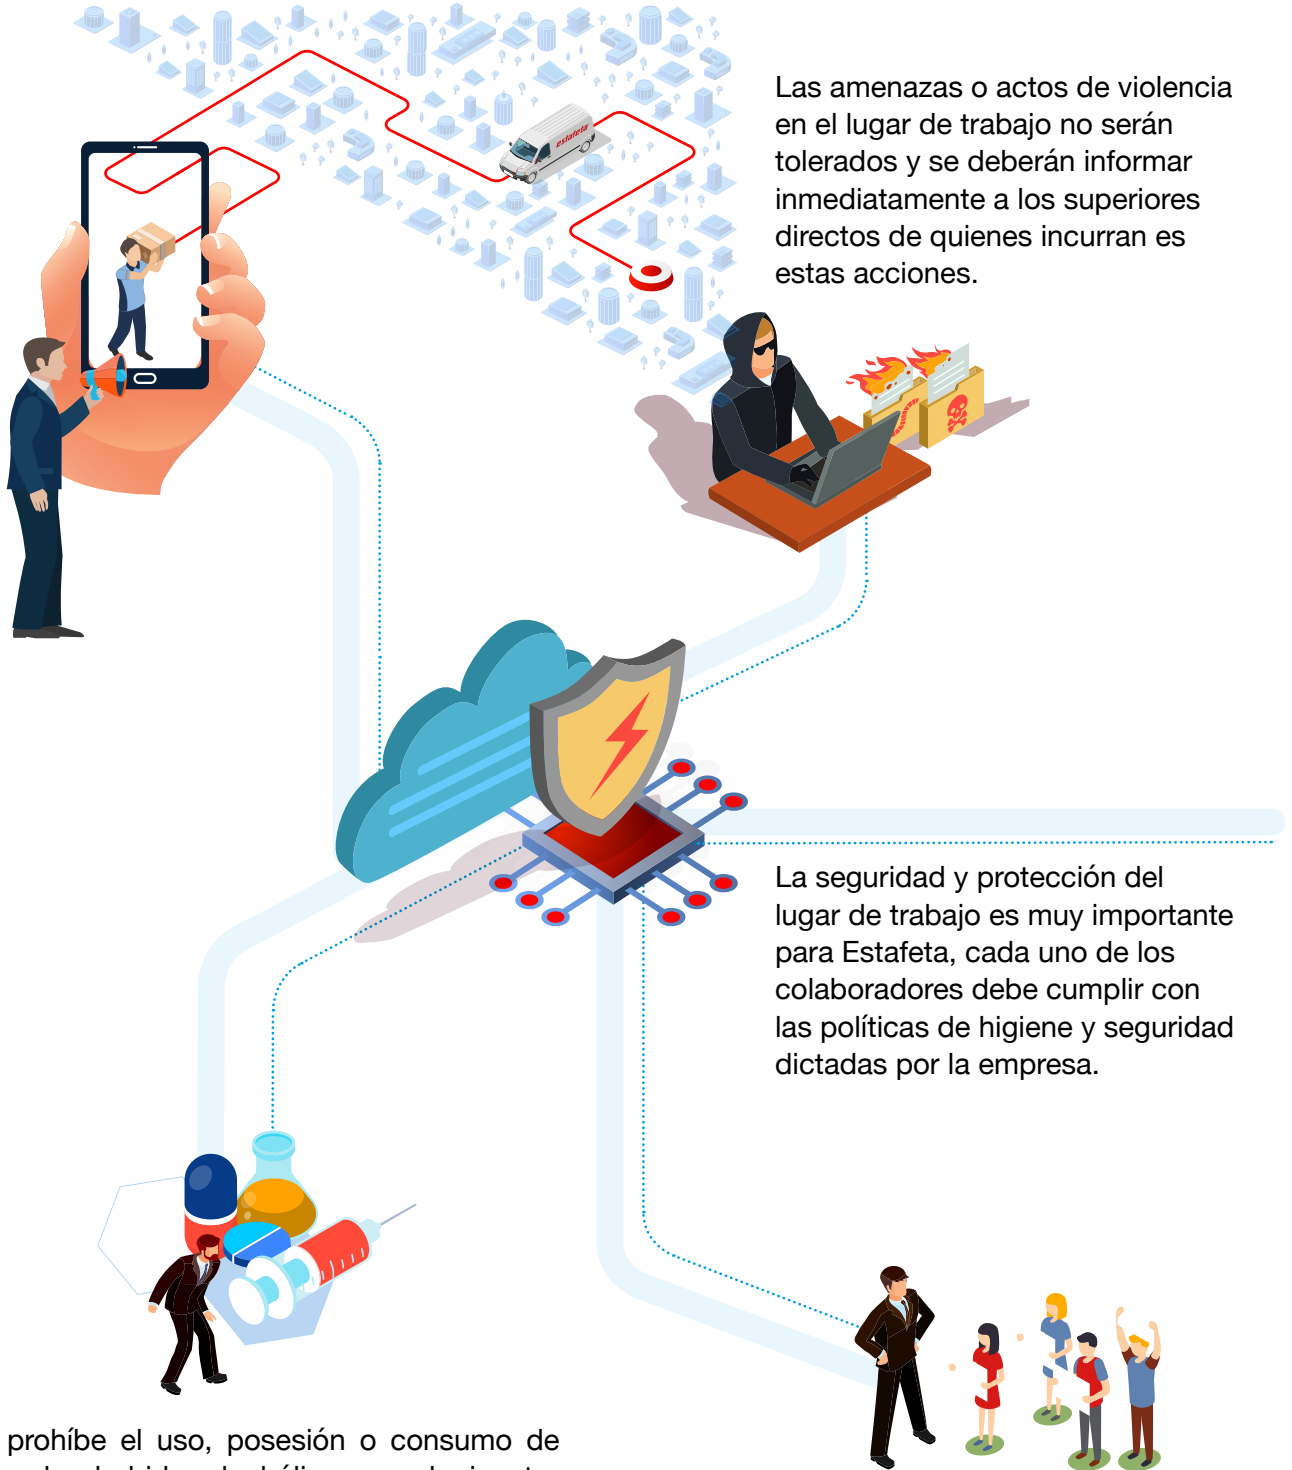 estafeta
Las amenazas o actos de violencia
en el lugar de trabajo no serán
tolerados y se deberán informar
inmediatamente a los superiores
directos de quienes incurran es
estas acciones.
La seguridad y protección del
lugar de trabajo es muy importante
para Estafeta, cada uno de los
colaboradores debe cumplir con
las políticas de higiene y seguridad
dictadas por la empresa.
prohíbe el uso, posesión o consumo de